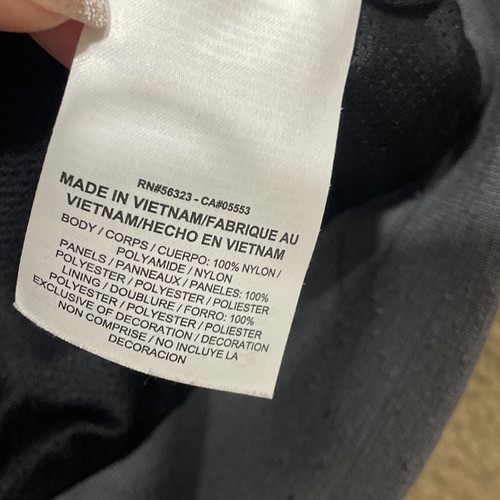 RN#56323 - CA#05553
MADE IN VIETNAM/FABRIQUE AU
VIETNAM/HECHO EN VIETNAM
BODY / CORPS / CUERPO: 100% NYLON /
POLYAMIDE / NYLON
PANELS / PANNEAUX / PANELES: 100%
POLYESTER / POLYESTER / POLIESTER
LINING / DOUBLURE / FORRO: 100%
POLYESTER / POLYESTER / POLIESTER
EXCLUSIVE OF DECORATION / DECORATION
NON COMPRISE / NO INCLUYE LA
DECORACION